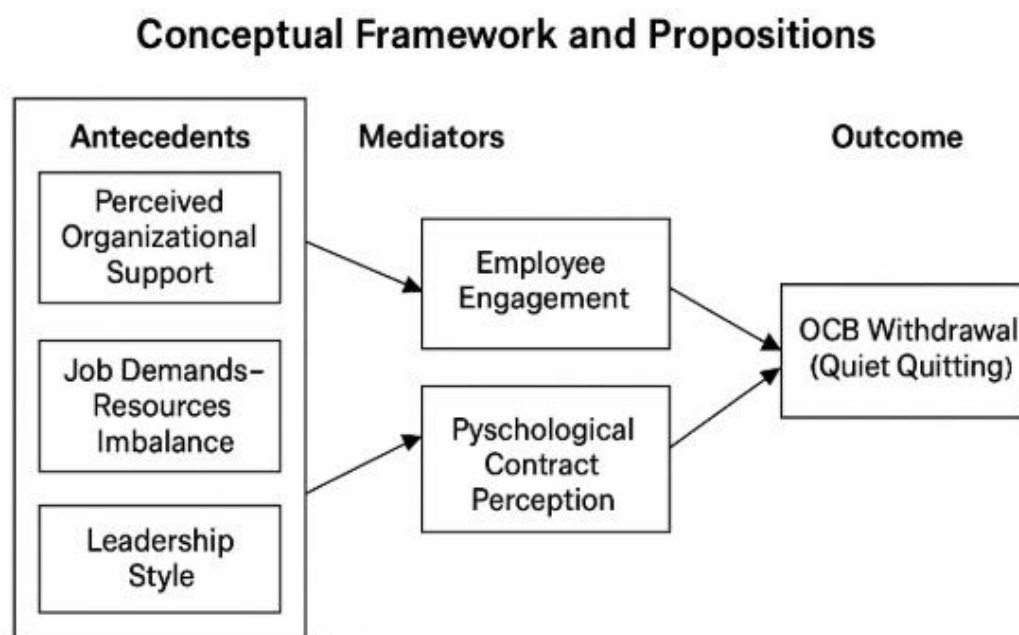 Conceptual Framework and Propositions
Antecedents
Perceived
Organizational
Support
Job Demands–
Resources
Imbalance
Leadership
Style
Mediators
Employee
Engagement
Pyschological
Contract
Perception
Outcome
OCB Withdrawal
(Quiet Quitting)